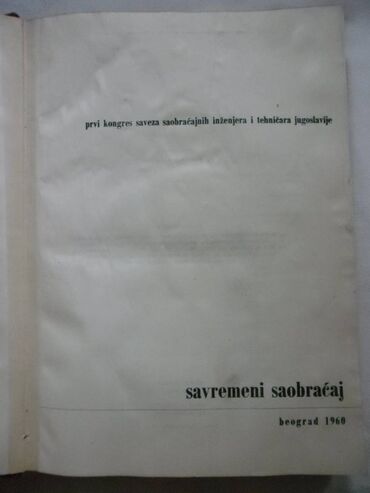 prvi kongres saveza saobraćajnih inženjera i tehničara jugoslavije
savremeni saobraćaj
beograd 1960